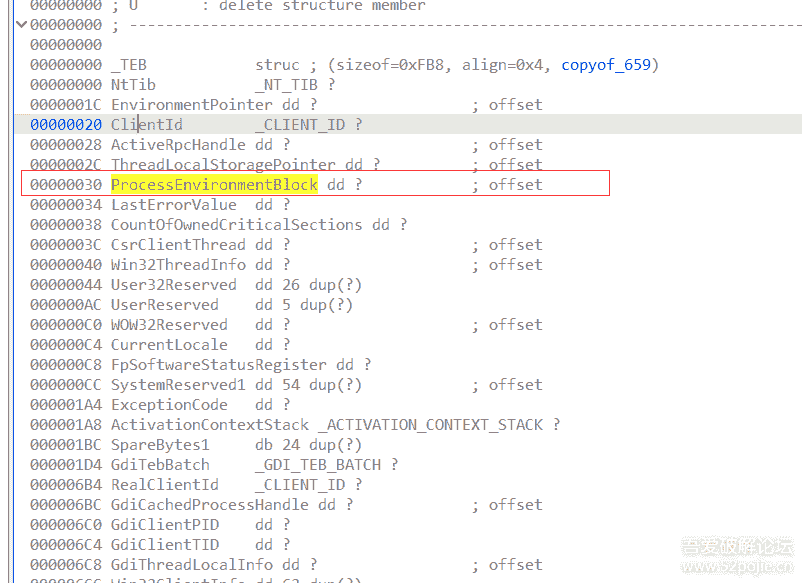 00000000 ; U        : delete structure member
00000000 ; ---------------------------------------------------------------------------
00000000
00000000 _TEB            struc ; (sizeof=0xFB8, align=0x4, copyof_659)
00000000 NtTib           _NT_TIB ?
0000001C EnvironmentPointer dd ?                ; offset
00000020 ClientId        _CLIENT_ID ?
00000028 ActiveRpcHandle dd ?                   ; offset
0000002C ThreadLocalStoragePointer dd ?         ; offset
00000030 ProcessEnvironmentBlock dd ?           ; offset
00000034 LastErrorValue  dd ?
00000038 CountOfOwnedCriticalSections dd ?
0000003C CsrClientThread dd ?                   ; offset
00000040 Win32ThreadInfo dd ?                   ; offset
00000044 User32Reserved  dd 26 dup(?)
000000AC UserReserved    dd 5 dup(?)
000000C0 WOW32Reserved   dd ?                   ; offset
000000C4 CurrentLocale   dd ?
000000C8 FpSoftwareStatusRegister dd ?
000000CC SystemReserved1 dd 54 dup(?)           ; offset
000001A4 ExceptionCode   dd ?
000001A8 ActivationContextStack _ACTIVATION_CONTEXT_STACK ?
000001BC SpareBytes1     db 24 dup(?)
000001D4 GdiTebBatch     _GDI_TEB_BATCH ?
000006B4 RealClientId    _CLIENT_ID ?
000006BC GdiCachedProcessHandle dd ?            ; offset
000006C0 GdiClientPID    dd ?
000006C4 GdiClientTID    dd ?
000006C8 GdiThreadLocalInfo dd ?                ; offset
000006CC Win32ClientInfo dd 62 dup(?)
吾爱破解论坛
www.52pojie.cn